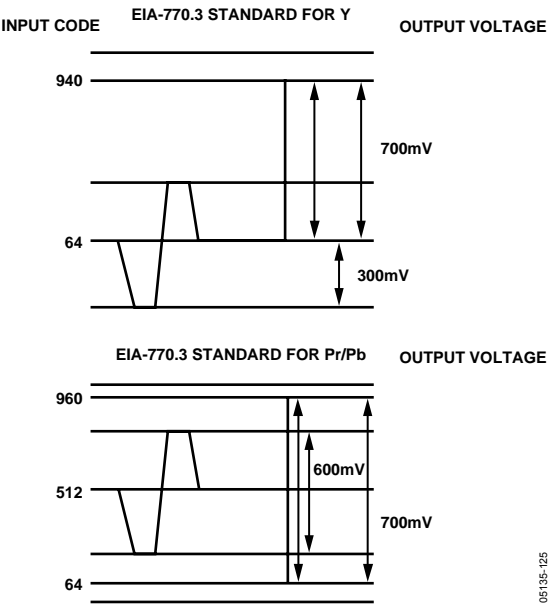 EIA-770.3 STANDARD FOR Y
INPUT CODE
OUTPUT VOLTAGE
940
700mV
64
300mV
EIA-770.3 STANDARD FOR Pr/Pb
OUTPUT VOLTAGE
960
600mV
512
700mV
64
05135-125